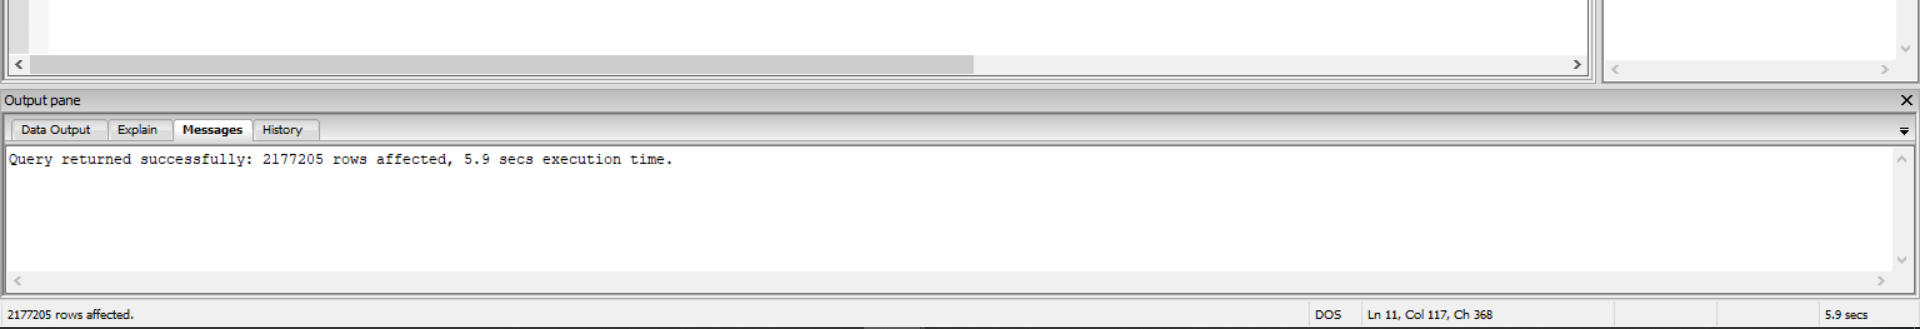 Output pane
Data Output Explain Messages History
Query returned successfully: 2177205 rows affected, 5.9 secs execution time.
2177205 rows affected. DOS Ln 11, Col 117, Ch 368 5.9 secs